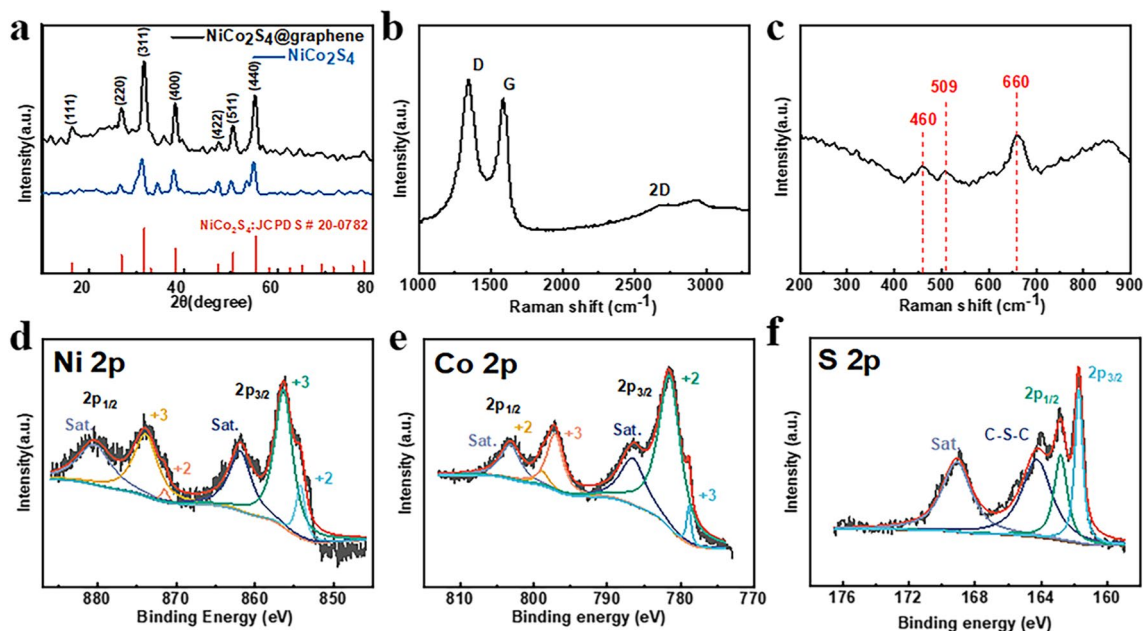 a
NiCo₂S₄@graphene
NiCo₂S₄
(111)
(220)
(311)
(400)
(422)
(511)
(440)
NiCo₂S₄:JCPDS # 20-0782
Intensity(a.u.)
20 40 60 80
2θ(degree)
b
D
G
2D
Intensity(a.u.)
1000 1500 2000 2500 3000
Raman shift (cm⁻¹)
c
460
509
660
Intensity(a.u.)
200 300 400 500 600 700 800 900
Raman shift (cm⁻¹)
d
Ni 2p
2p₁/₂
Sat.
+3
+2
2p₃/₂
Sat.
+3
+2
Intensity (a.u.)
880 870 860 850
Binding Energy (eV)
e
Co 2p
2p₁/₂
Sat.
+2
+3
2p₃/₂
Sat.
+2
+3
Intensity (a.u.)
810 800 790 780 770
Binding energy (eV)
f
S 2p
Sat.
C-S-C
2p₁/₂
2p₃/₂
Intensity (a.u.)
176 172 168 164 160
Binding energy (eV)